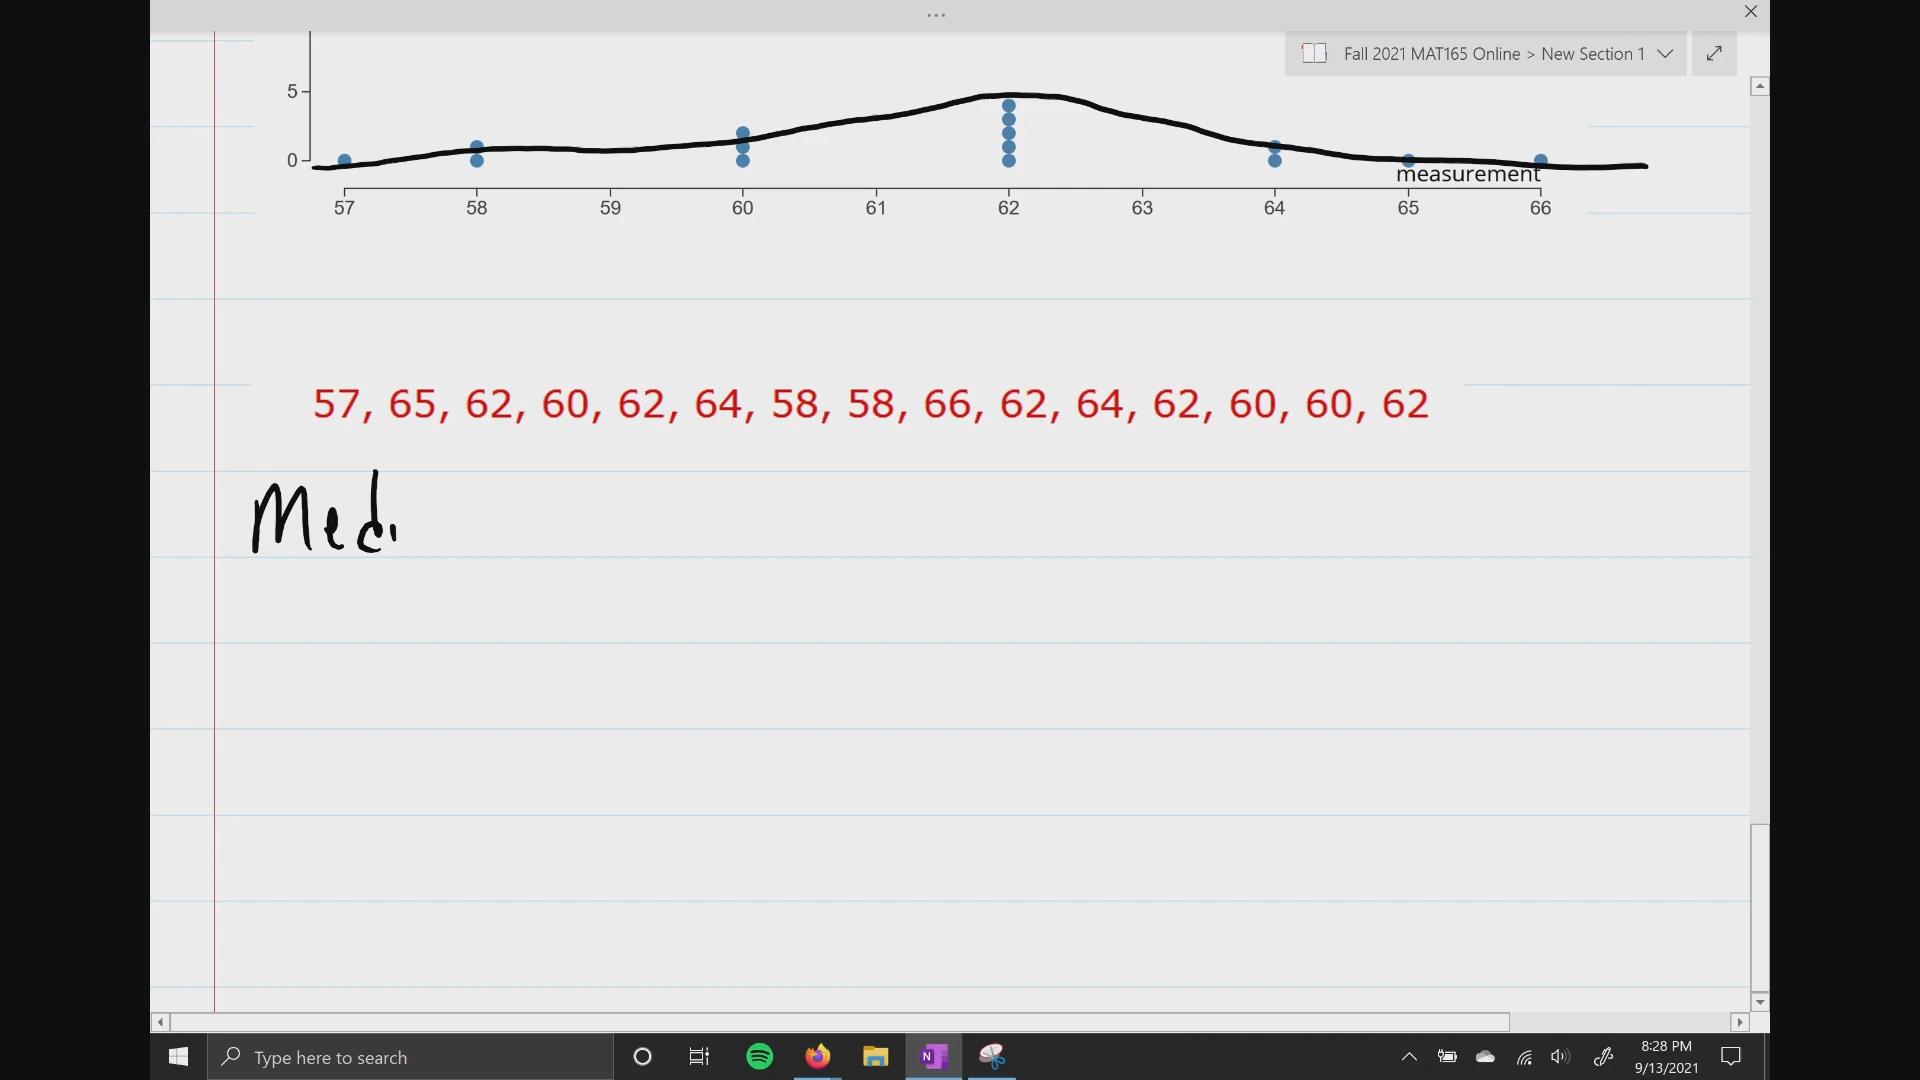 Fall 2021 MAT165 Online > New Section 1
5
0
measurement
57 58 59 60 61 62 63 64 65 66
57, 65, 62, 60, 62, 64, 58, 58, 66, 62, 64, 62, 60, 60, 62
Medi
Type here to search
8:28 PM
9/13/2021